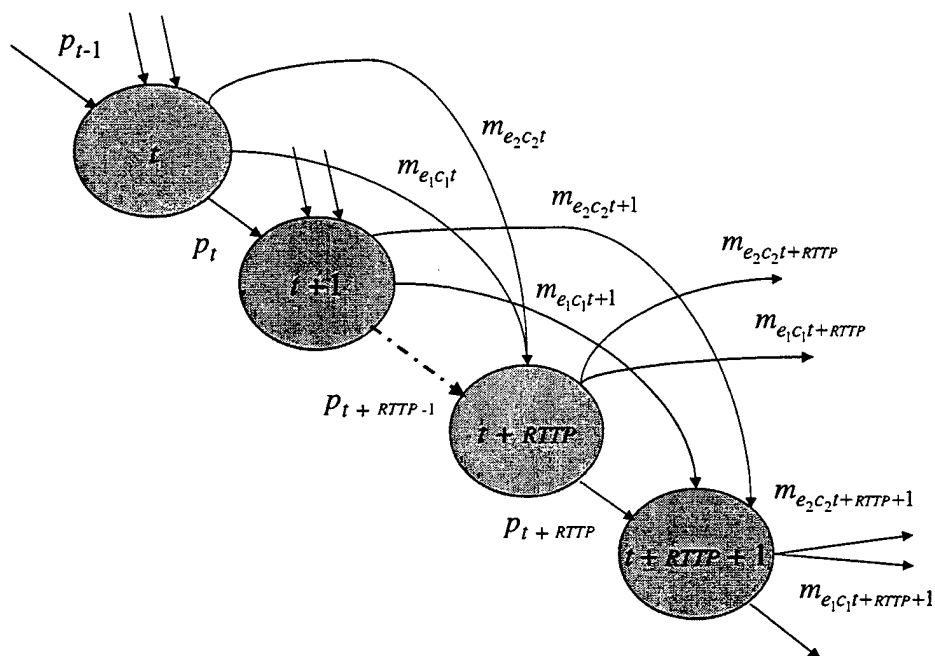 p_{t-1}
t
m_{e_2c_2t}
m_{e_1c_1t}
m_{e_2c_2t+1}
p_t
t+1
m_{e_2c_2t+RTTP}
m_{e_1c_1t+1}
m_{e_1c_1t+RTTP}
p_{t + RTTP-1}
t + RTTP
m_{e_2c_2t+RTTP+1}
p_{t + RTTP}
t + RTTP + 1
m_{e_1c_1t+RTTP+1}